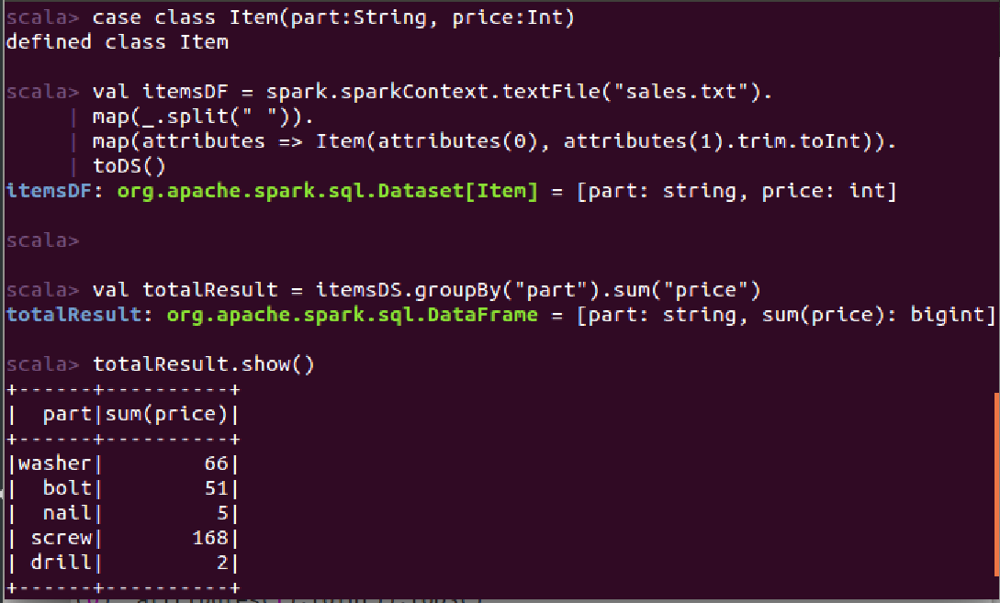 scala> case class Item(part:String, price:Int)
defined class Item
scala> val itemsDF = spark.sparkContext.textFile("sales.txt").
| map(_.split(" ")).
| map(attributes => Item(attributes(0), attributes(1).trim.toInt)).
| toDS()
itemsDF: org.apache.spark.sql.Dataset[Item] = [part: string, price: int]
scala>
scala> val totalResult = itemsDS.groupBy("part").sum("price")
totalResult: org.apache.spark.sql.DataFrame = [part: string, sum(price): bigint]
scala> totalResult.show()
+------+----------+
|  part|sum(price)|
+------+----------+
|washer|        66|
|  bolt|        51|
|  nail|         5|
| screw|       168|
| drill|         2|
+------+----------+